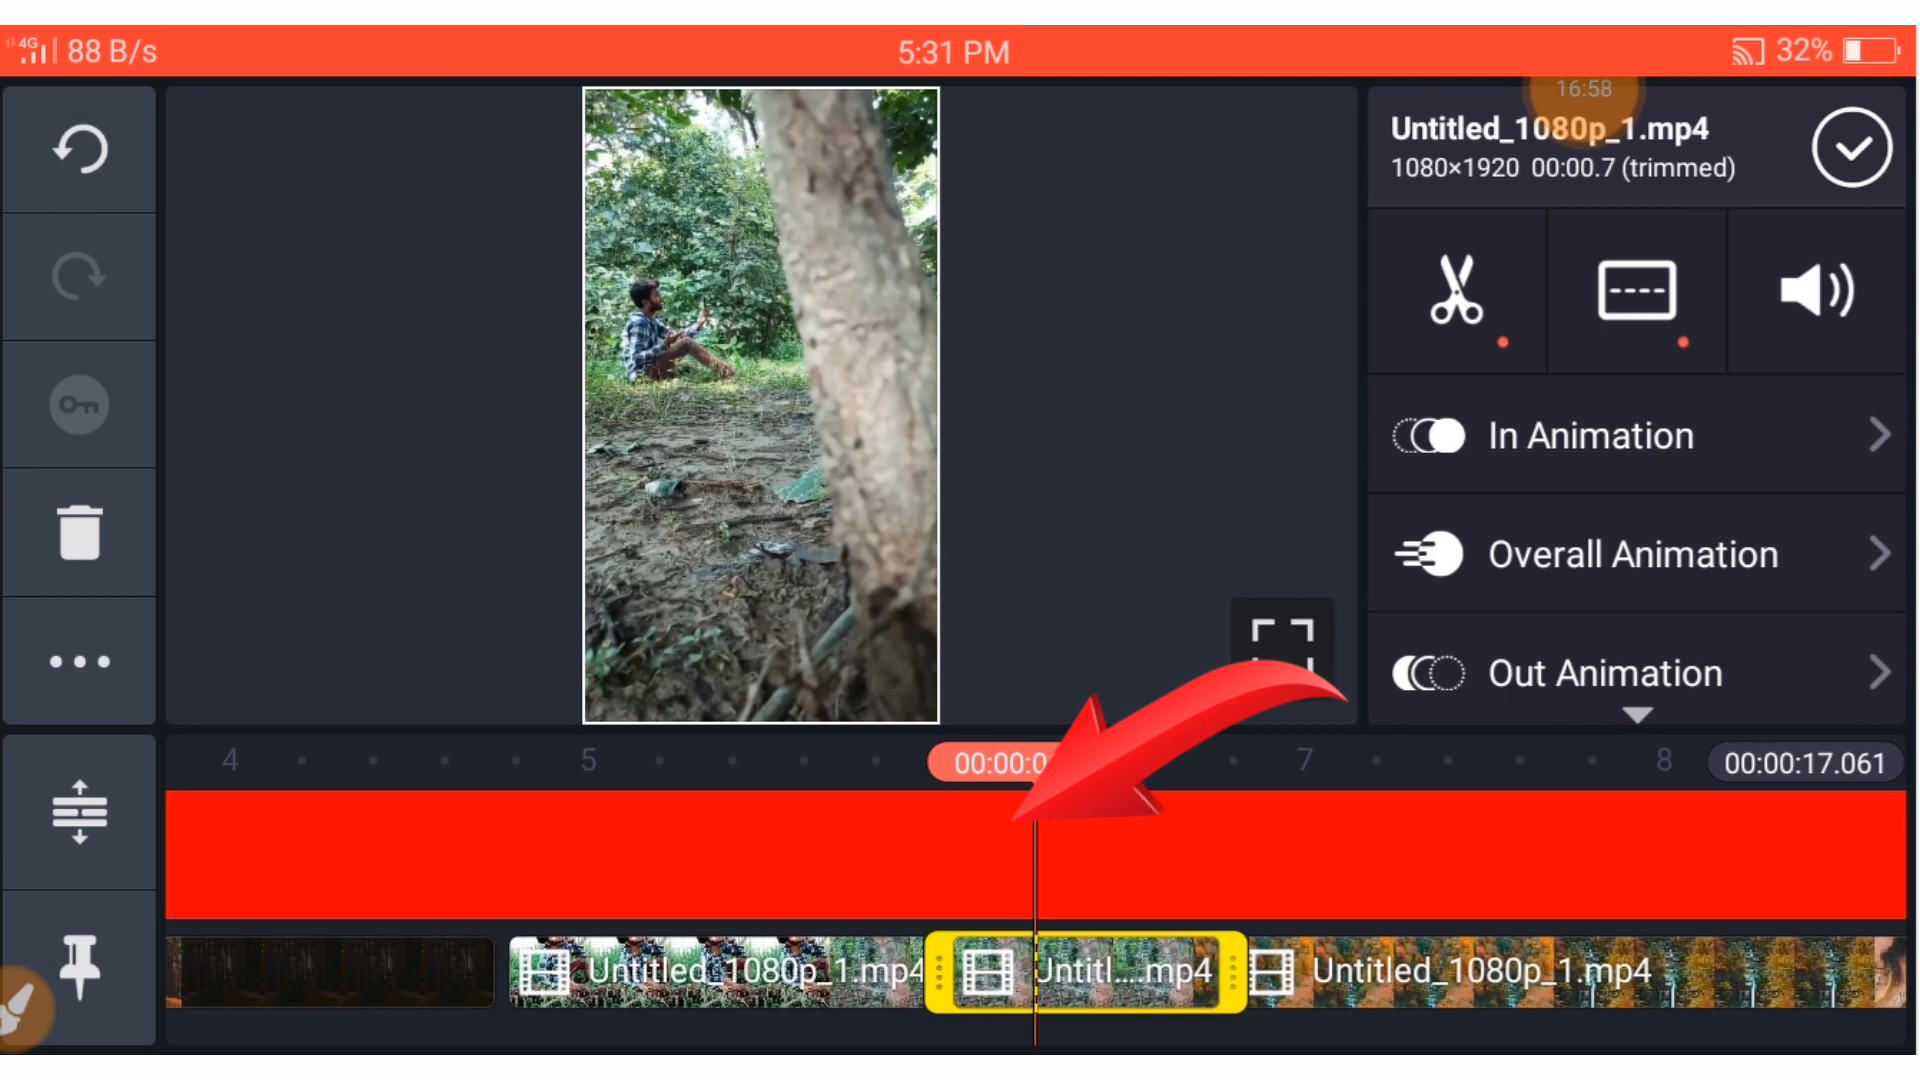 4G 88 B/s
5:31 PM
32%
16:58
Untitled_1080p_1.mp4
1080×1920 00:00.7 (trimmed)
In Animation
Overall Animation
Out Animation
4
5
00:00:0
7
8
00:00:17.061
Untitled_1080p_1.mp4
Untitl....mp4
Untitled_1080p_1.mp4